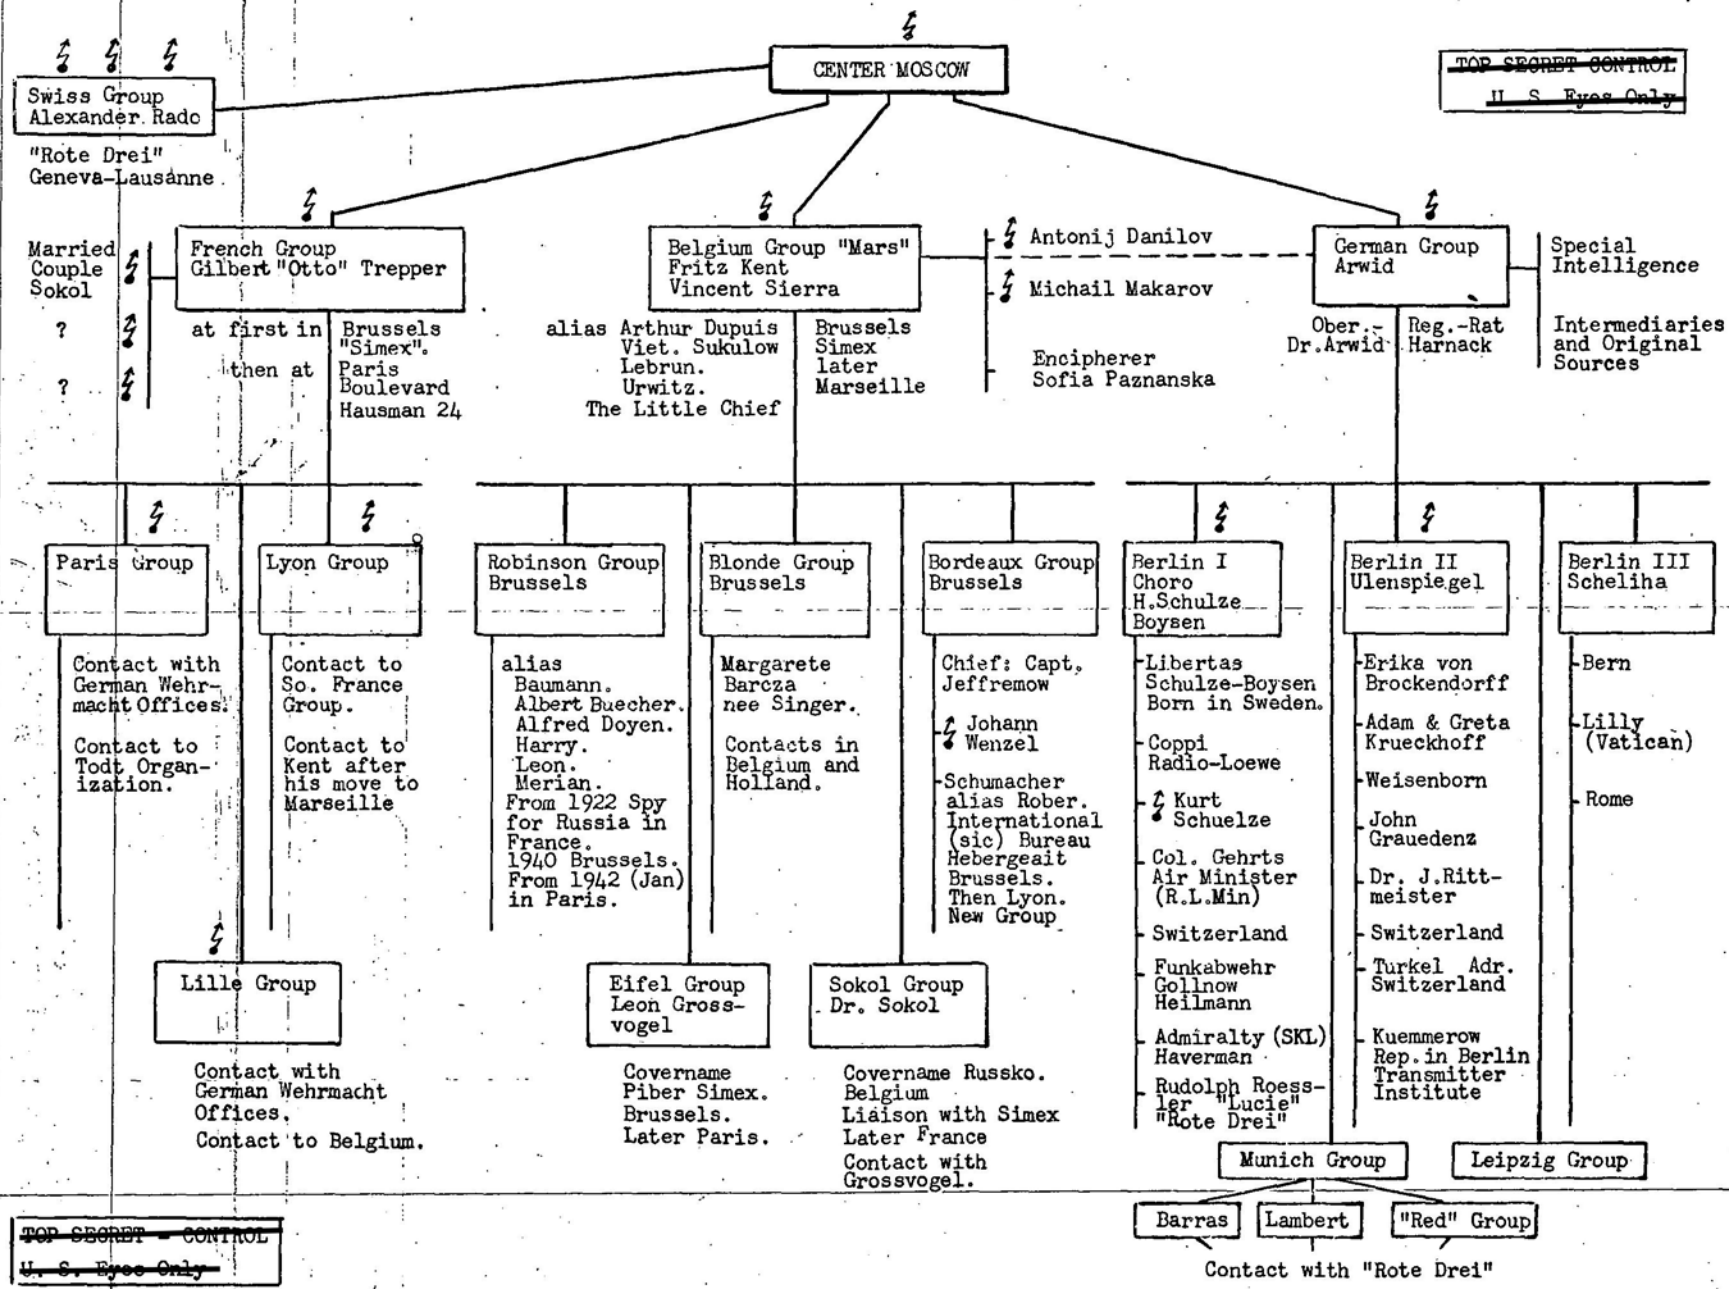 CENTER MOSCOW
TOP SECRET CONTROL
U. S. Eyes Only
Swiss Group
Alexander Rado
"Rote Drei"
Geneva-Lausanne
Married
Couple
Sokol
?
?
French Group
Gilbert "Otto" Trepper
at first in
then at
Brussels
"Simex".
Paris
Boulevard
Hausman 24
Belgium Group "Mars"
Fritz Kent
Vincent Sierra
alias Arthur Dupuis
Viet. Sukulow
Lebrun.
Urwitz.
The Little Chief
Brussels
Simex
later
Marseille
Antonij Danilov
Michail Makarov
Encipherer
Sofia Paznanska
German Group
Arwid
Ober.-
Dr.Arwid
Reg.-Rat
Harnack
Special
Intelligence
Intermediaries
and Original
Sources
Paris Group
Contact with
German Wehr-
macht Offices.
Contact to
Todt Organ-
ization.
Lyon Group
Contact to
So. France
Group.
Contact to
Kent after
his move to
Marseille
Lille Group
Contact with
German Wehrmacht
Offices.
Contact to Belgium.
Robinson Group
Brussels
alias
Baumann.
Albert Buecher.
Alfred Doyen.
Harry.
Leon.
Merian.
From 1922 Spy
for Russia in
France.
1940 Brussels.
From 1942 (Jan)
in Paris.
Blonde Group
Brussels
Margarete
Barcza
nee Singer.
Contacts in
Belgium and
Holland.
Bordeaux Group
Brussels
Chief: Capt.
Jeffremow
Johann
Wenzel
Schumacher
alias Rober.
International
(sic) Bureau
Hebergeait
Brussels.
Then Lyon.
New Group
Eifel Group
Leon Gross-
vogel
Covername
Piber Simex.
Brussels.
Later Paris.
Sokol Group
Dr. Sokol
Covername Russko.
Belgium
Liaison with Simex
Later France
Contact with
Grossvogel.
Berlin I
Choro
H.Schulze
Boysen
Libertas
Schulze-Boysen
Born in Sweden.
Coppi
Radio-Loewe
Kurt
Schuelze
Col. Gehrts
Air Minister
(R.L.Min)
Switzerland
Funkabwehr
Gollnow
Heilmann
Admiralty (SKL)
Haverman
Rudolph Roess-
ler "Lucie"
"Rote Drei"
Berlin II
Ulenspiegel
Erika von
Brockendorff
Adam & Greta
Krueckhoff
Weisenborn
John
Grauedenz
Dr. J.Ritt-
meister
Switzerland
Turkel Adr.
Switzerland
Kuemmerow
Rep. in Berlin
Transmitter
Institute
Berlin III
Scheliha
Bern
Lilly
(Vatican)
Rome
Munich Group
Leipzig Group
Barras
Lambert
"Red" Group
Contact with "Rote Drei"
TOP SECRET - CONTROL
U. S. Eyes Only